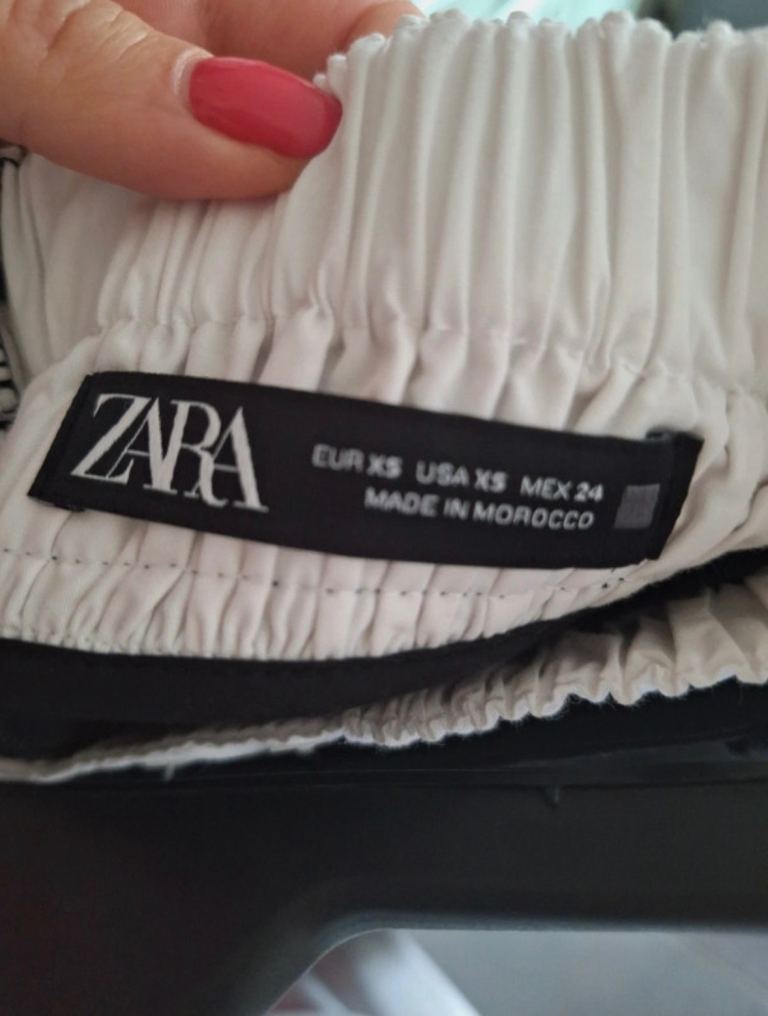 ZARA
EUR XS USA XS MEX 24
MADE IN MOROCCO